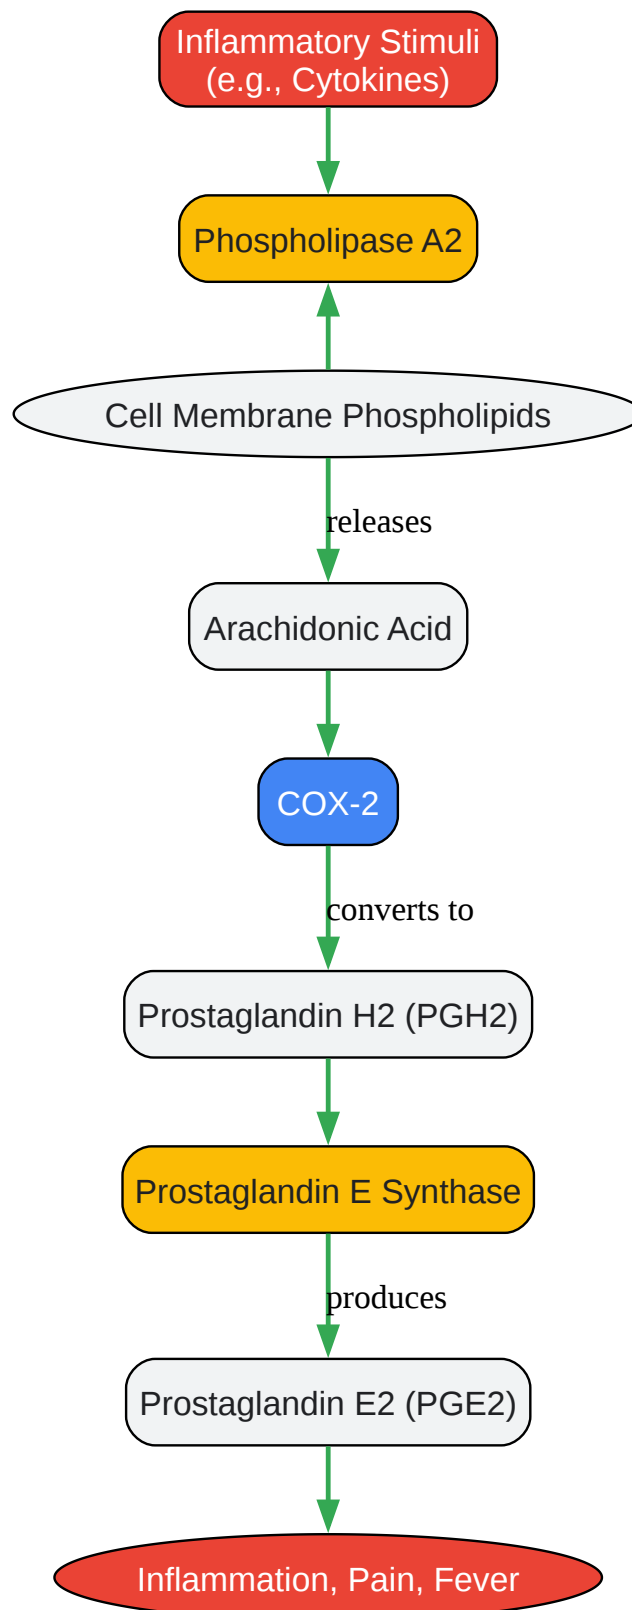 Inflammatory Stimuli
(e.g., Cytokines)
Phospholipase A2
Cell Membrane Phospholipids
releases
Arachidonic Acid
COX-2
converts to
Prostaglandin H2 (PGH2)
Prostaglandin E Synthase
produces
Prostaglandin E2 (PGE2)
Inflammation, Pain, Fever